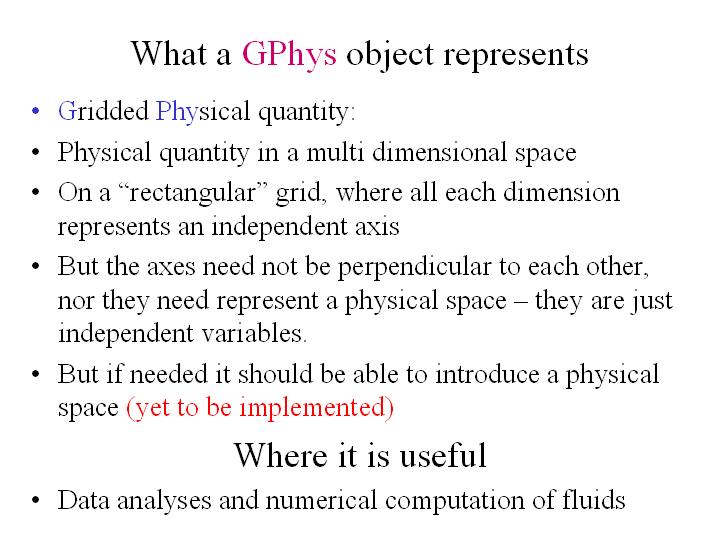 What a GPhys object represents
• Gridded Physical quantity:
• Physical quantity in a multi dimensional space
• On a “rectangular” grid, where all each dimension
represents an independent axis
• But the axes need not be perpendicular to each other,
nor they need represent a physical space – they are just
independent variables.
• But if needed it should be able to introduce a physical
space (yet to be implemented)
Where it is useful
• Data analyses and numerical computation of fluids